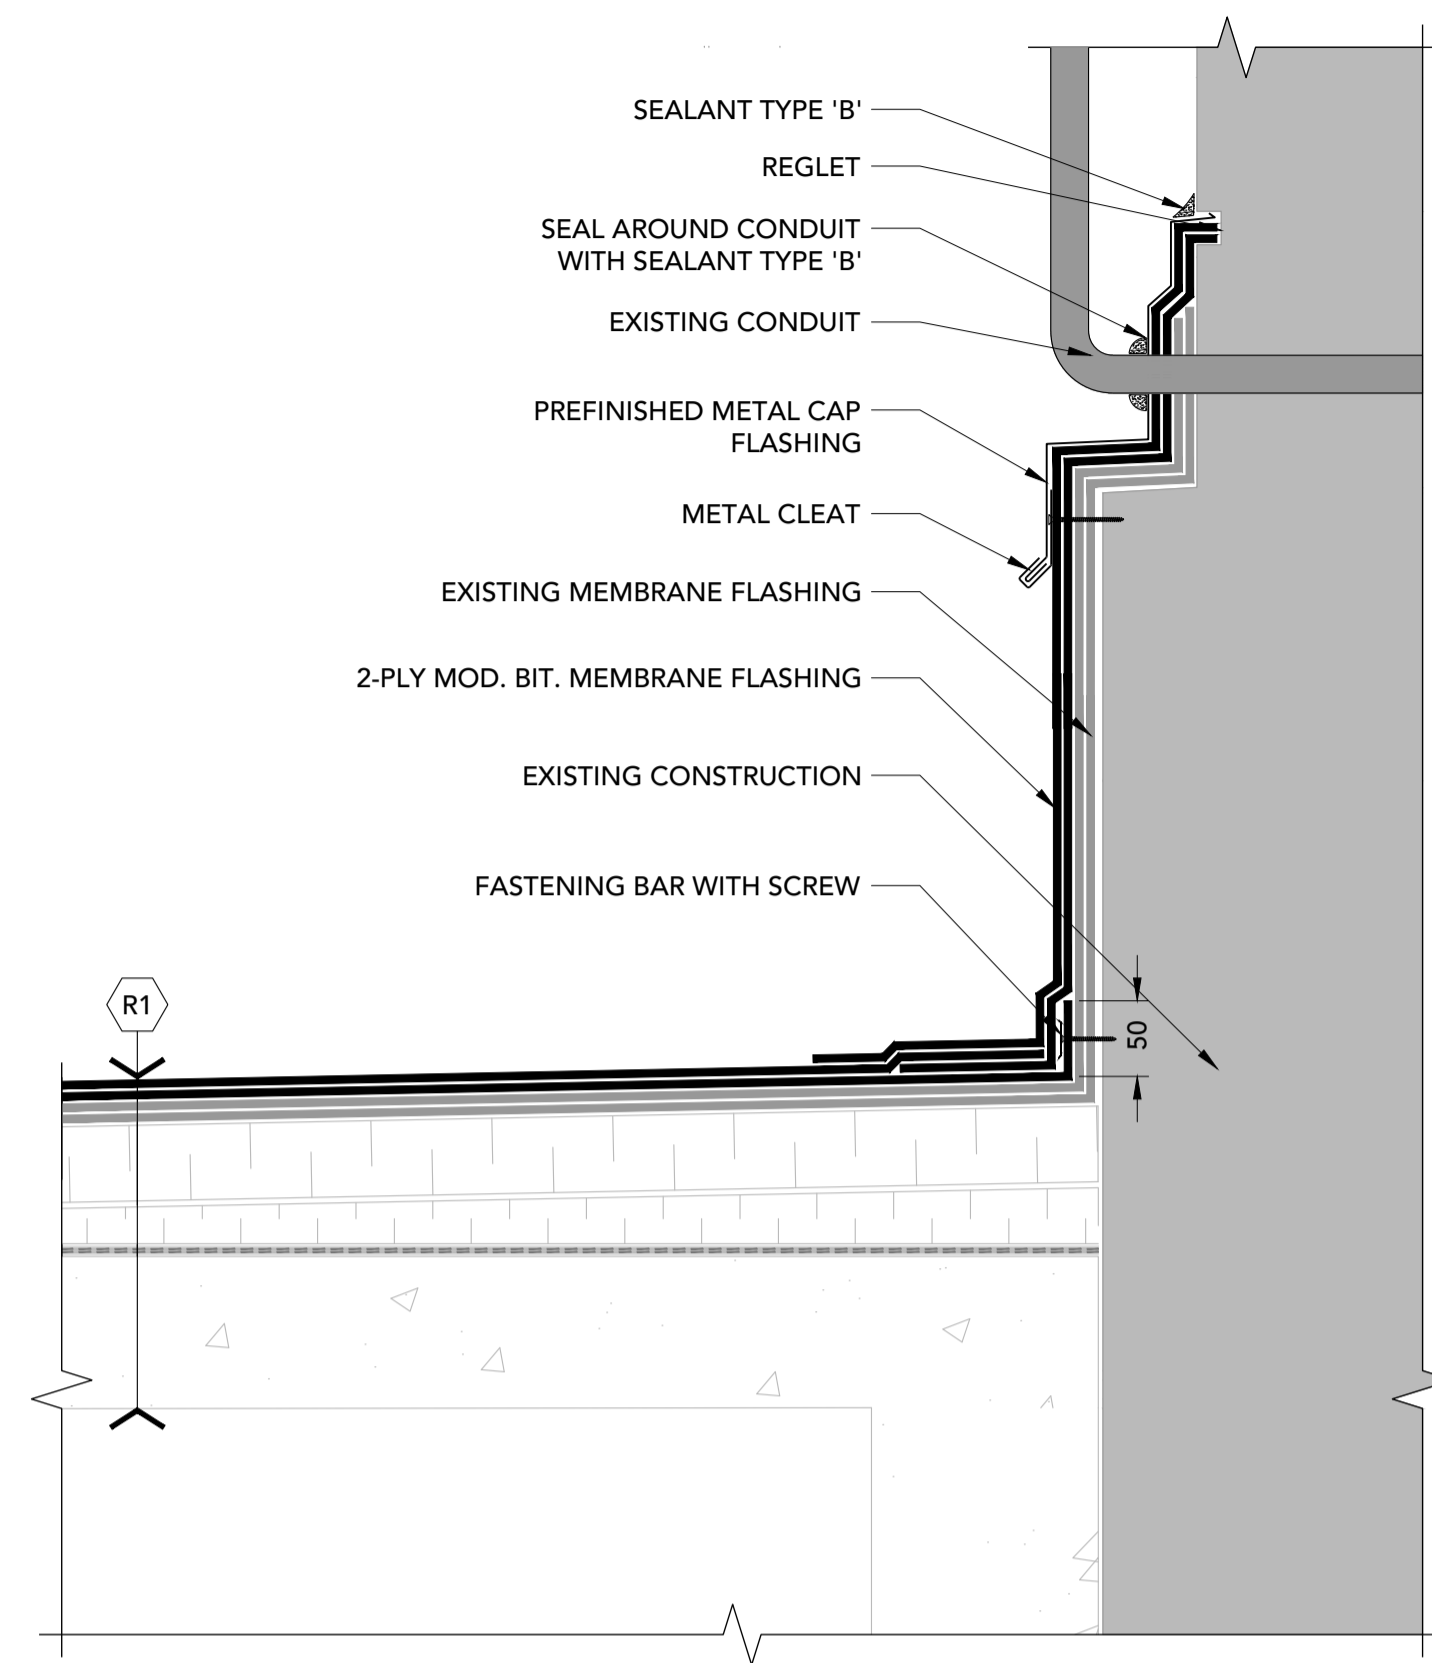 SEALANT TYPE 'B'
REGLET
SEAL AROUND CONDUIT
WITH SEALANT TYPE 'B'
EXISTING CONDUIT
PREFINISHED METAL CAP
FLASHING
METAL CLEAT
EXISTING MEMBRANE FLASHING
2-PLY MOD. BIT. MEMBRANE FLASHING
EXISTING CONSTRUCTION
FASTENING BAR WITH SCREW
R1
50